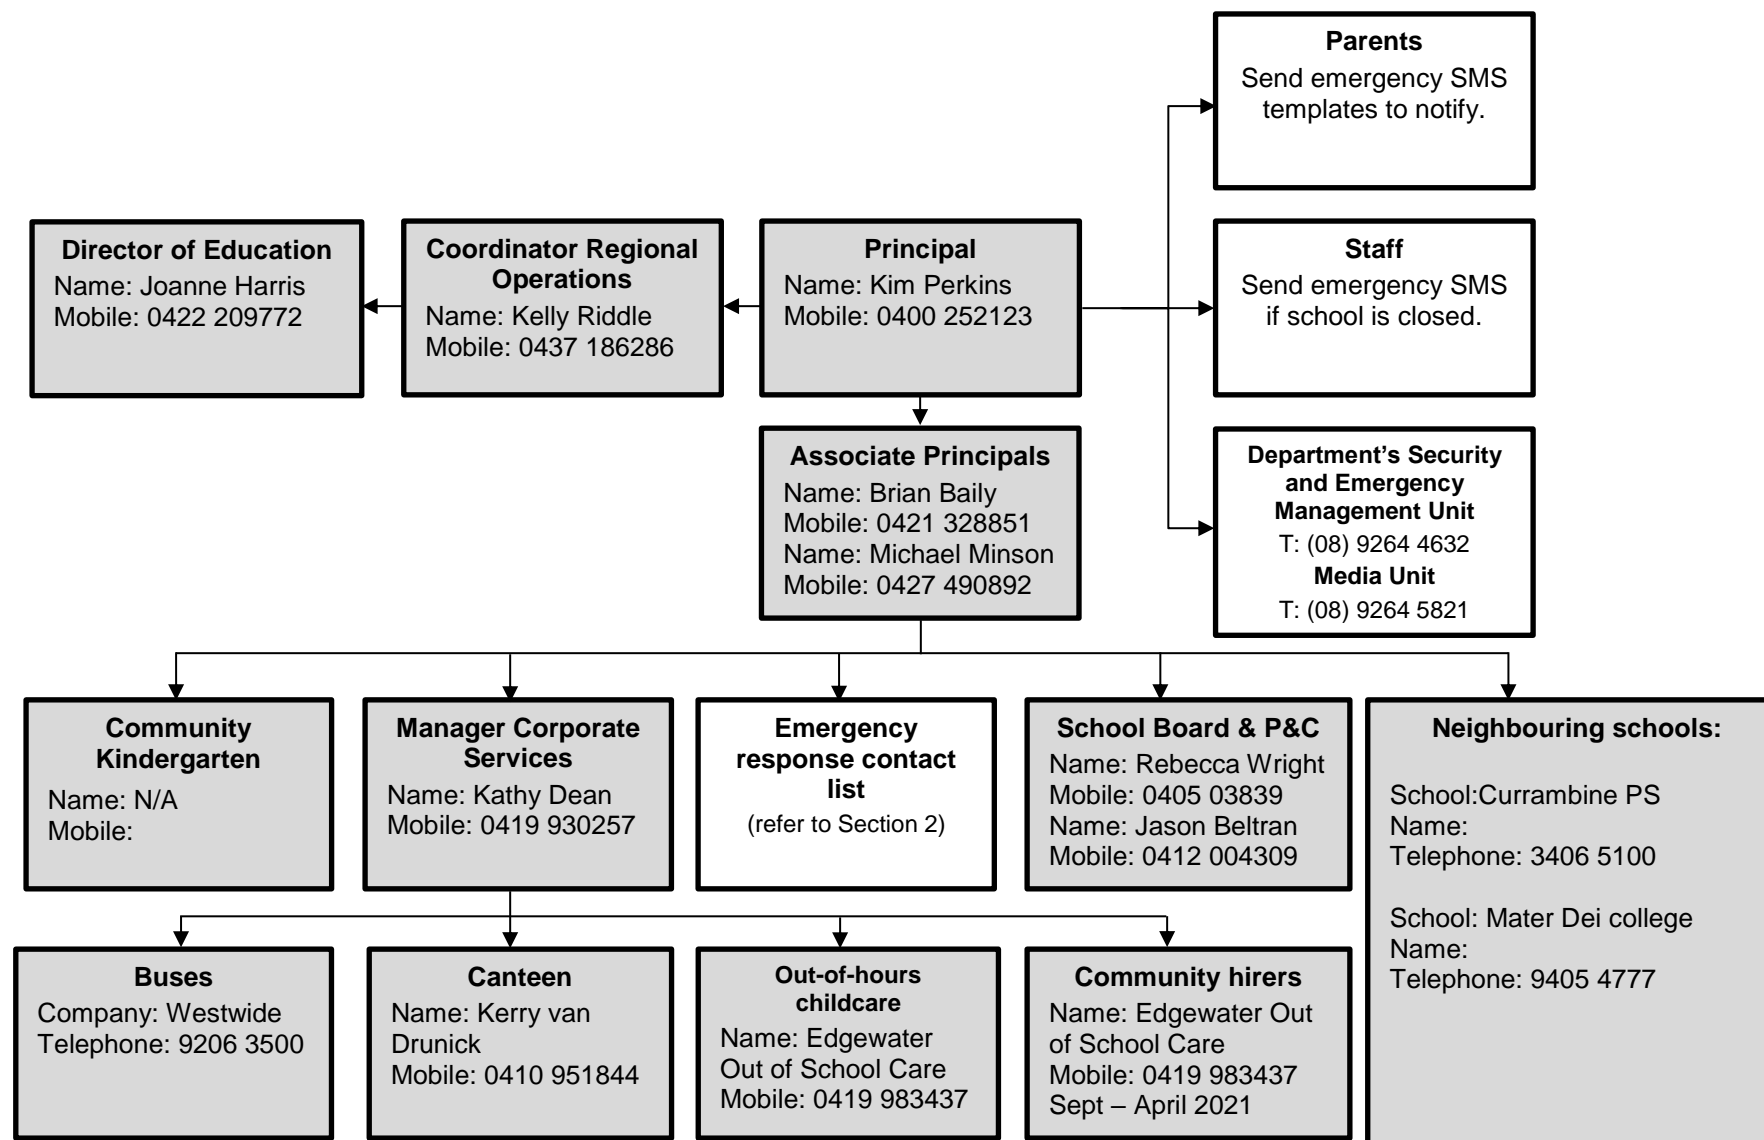 Parents
Send emergency SMS
templates to notify.
Director of Education
Name: Joanne Harris
Mobile: 0422 209772
Coordinator Regional
Operations
Name: Kelly Riddle
Mobile: 0437 186286
Principal
Name: Kim Perkins
Mobile: 0400 252123
Staff
Send emergency SMS
if school is closed.
Associate Principals
Name: Brian Baily
Mobile: 0421 328851
Name: Michael Minson
Mobile: 0427 490892
Department’s Security
and Emergency
Management Unit
T: (08) 9264 4632
Media Unit
T: (08) 9264 5821
Community
Kindergarten
Name: N/A
Mobile:
Manager Corporate
Services
Name: Kathy Dean
Mobile: 0419 930257
Emergency
response contact
list
(refer to Section 2)
School Board & P&C
Name: Rebecca Wright
Mobile: 0405 03839
Name: Jason Beltran
Mobile: 0412 004309
Neighbouring schools:
School:Currambine PS
Name:
Telephone: 3406 5100
School: Mater Dei college
Name:
Telephone: 9405 4777
Buses
Company: Westwide
Telephone: 9206 3500
Canteen
Name: Kerry van
Drunick
Mobile: 0410 951844
Out-of-hours
childcare
Name: Edgewater
Out of School Care
Mobile: 0419 983437
Community hirers
Name: Edgewater Out
of School Care
Mobile: 0419 983437
Sept – April 2021